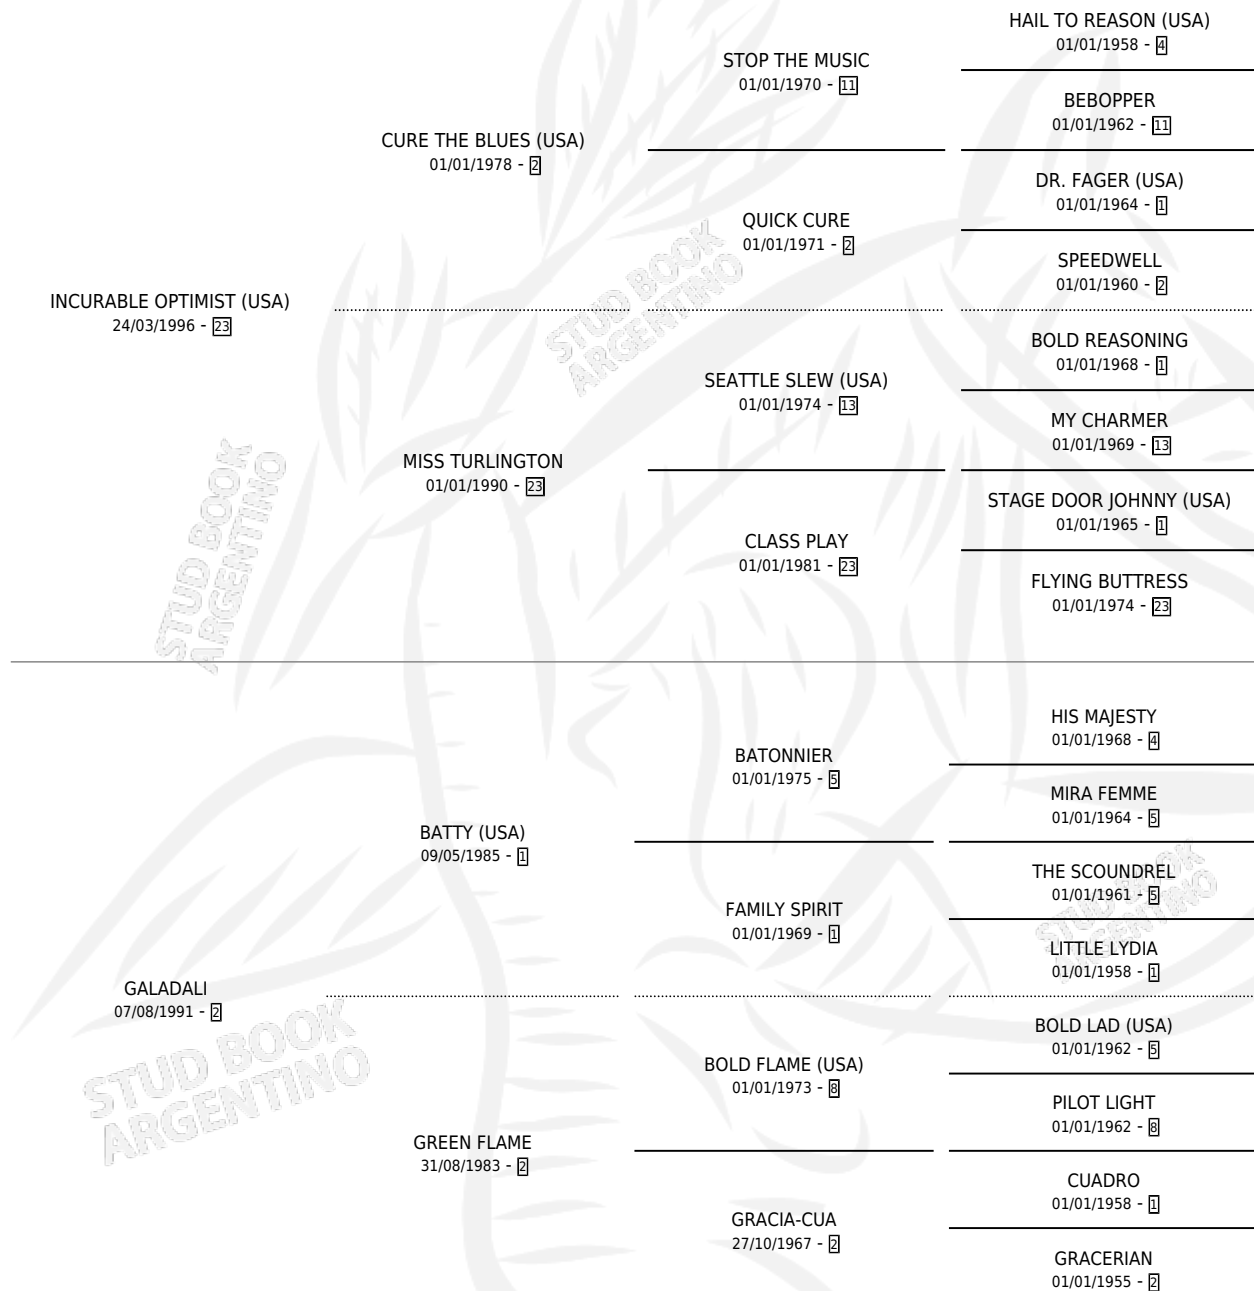 HAIL TO REASON (USA)
01/01/1958 - 4
STOP THE MUSIC
01/01/1970 - 11
BEBOPPER
01/01/1962 - 11
CURE THE BLUES (USA)
01/01/1978 - 2
DR. FAGER (USA)
01/01/1964 - 1
QUICK CURE
01/01/1971 - 2
SPEEDWELL
01/01/1960 - 2
INCURABLE OPTIMIST (USA)
24/03/1996 - 23
BOLD REASONING
01/01/1968 - 1
SEATTLE SLEW (USA)
01/01/1974 - 13
MY CHARMER
01/01/1969 - 13
MISS TURLINGTON
01/01/1990 - 23
STAGE DOOR JOHNNY (USA)
01/01/1965 - 1
CLASS PLAY
01/01/1981 - 23
FLYING BUTTRESS
01/01/1974 - 23
HIS MAJESTY
01/01/1968 - 4
BATONNIER
01/01/1975 - 5
MIRA FEMME
01/01/1964 - 5
BATTY (USA)
09/05/1985 - 1
THE SCOUNDREL
01/01/1961 - 5
FAMILY SPIRIT
01/01/1969 - 1
LITTLE LYDIA
01/01/1958 - 1
GALADALI
07/08/1991 - 2
BOLD LAD (USA)
01/01/1962 - 5
BOLD FLAME (USA)
01/01/1973 - 8
PILOT LIGHT
01/01/1962 - 8
GREEN FLAME
31/08/1983 - 2
CUADRO
01/01/1958 - 1
GRACIA-CUA
27/10/1967 - 2
GRACERIAN
01/01/1955 - 2
STUD BOOK
ARGENTINO
STUD BOOK
ARGENTINO
STUD BOOK
ARGENTINO
STUD BOOK
ARGENTINO